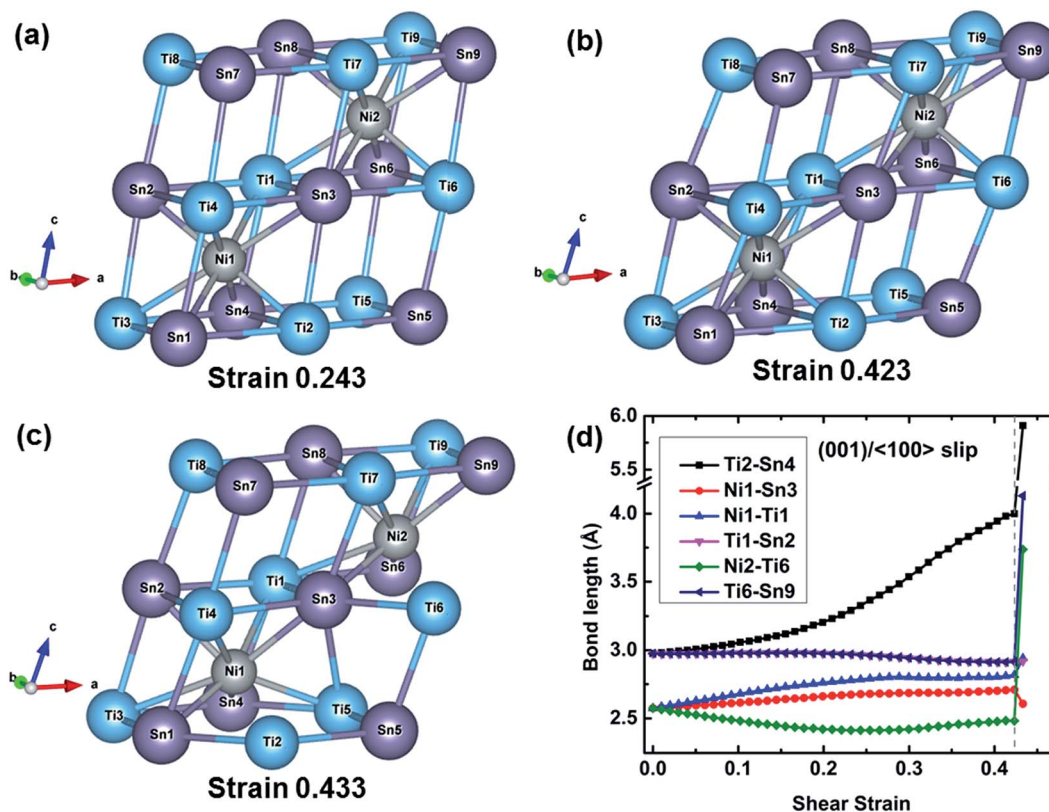 (a)
Ti9
Sn8
Sn9
Ti8
Ti7
Sn7
Ni2
Sn6
Sn2
Ti1
Ti6
Ti4
Sn3
c
Ni1
b
a
Ti5
Sn4
Ti3
Sn5
Ti2
Sn1
Strain 0.243
(b)
Ti9
Sn8
Sn9
Ti8
Ti7
Sn7
Ni2
Sn6
Sn2
Ti1
Ti6
Sn3
Ti4
c
Ni1
b
a
Ti5
Sn4
Ti3
Sn5
Ti2
Sn1
Strain 0.423
(c)
Ti9
Sn8
Sn9
Ti8
Ti7
Sn7
Ni2
Sn6
Ti1
Sn2
Sn3
Ti6
Ti4
c
Ni1
b
a
Sn4
Ti3
Ti5
Sn5
Sn1
Ti2
Strain 0.433
(d)
6.0
5.5
4.0
3.5
3.0
2.5
Bond length (Å)
(001)/<100> slip
Ti2-Sn4
Ni1-Sn3
Ni1-Ti1
Ti1-Sn2
Ni2-Ti6
Ti6-Sn9
0.0 0.1 0.2 0.3 0.4
Shear Strain